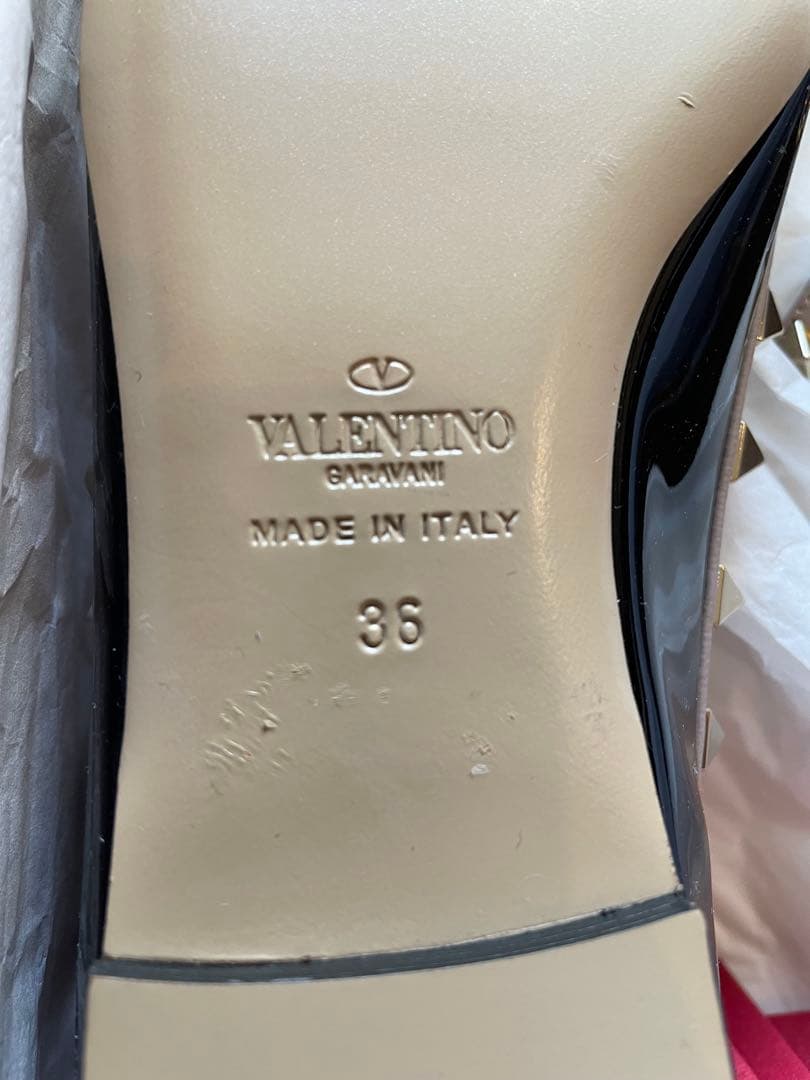 VALENTINO
GARAVANI
MADE IN ITALY
36